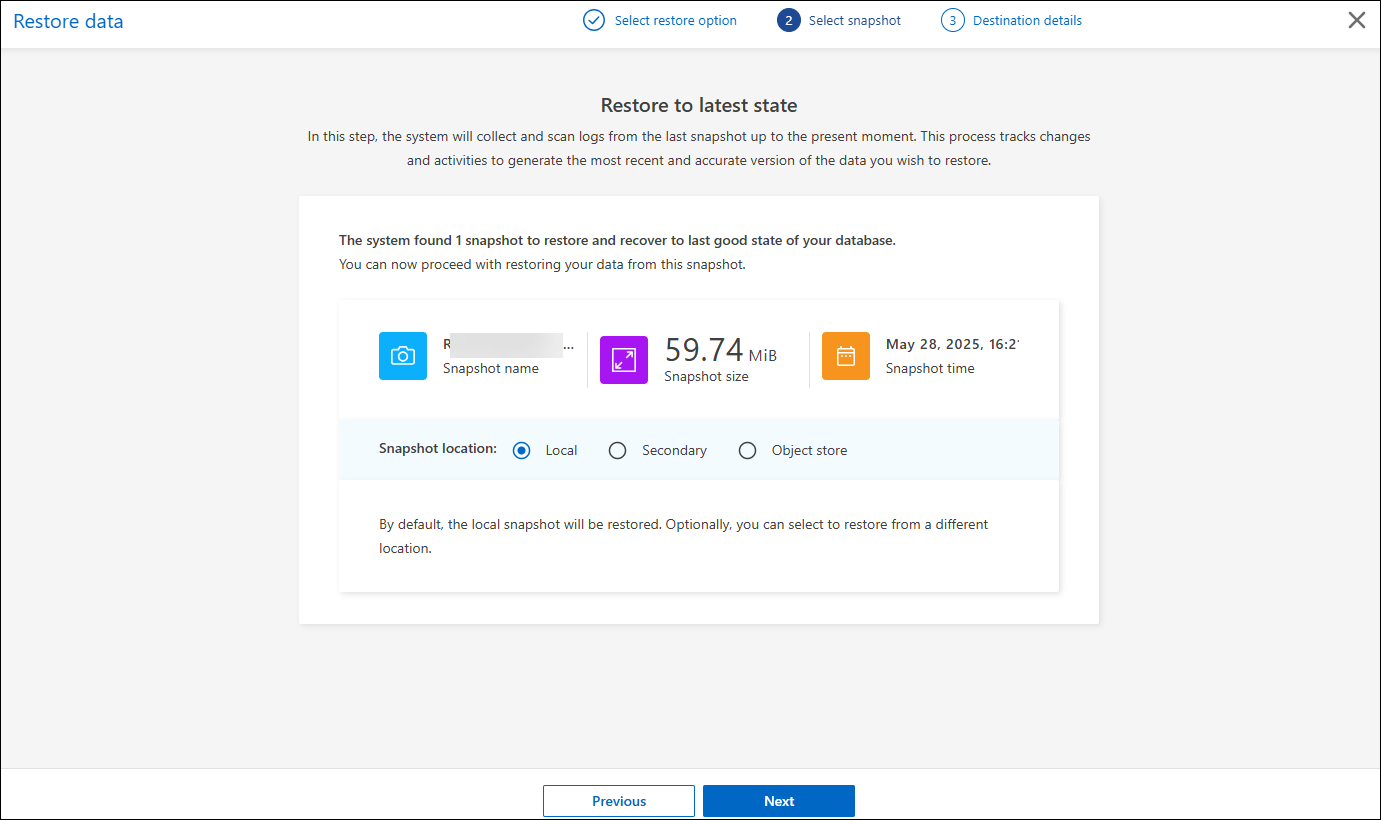 Restore data
Select restore option
2 Select snapshot
3 Destination details
Restore to latest state
In this step, the system will collect and scan logs from the last snapshot up to the present moment. This process tracks changes
and activities to generate the most recent and accurate version of the data you wish to restore.
The system found 1 snapshot to restore and recover to last good state of your database.
You can now proceed with restoring your data from this snapshot.
...
Snapshot name
59.74 MiB
Snapshot size
May 28, 2025,
Snapshot time
Snapshot location:
Local
Secondary
Object store
By default, the local snapshot will be restored. Optionally, you can select to restore from a different
location.
Previous
Next